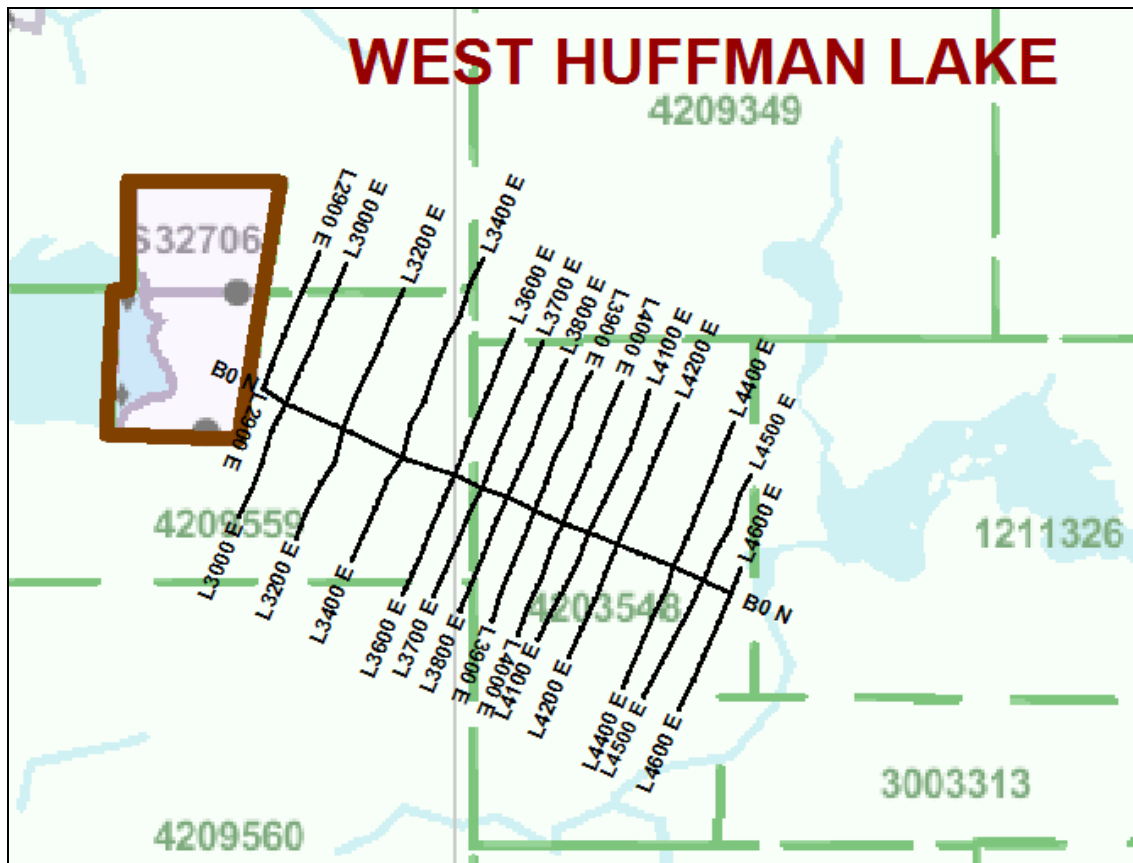 WEST HUFFMAN LAKE
4209349
S32706
L2900 E
L3000 E
L3200 E
L3400 E
L3600 E
L3700 E
L3800 E
L3900 E
L4000 E
L4100 E
L4200 E
L4400 E
L4500 E
L4600 E
B0 N
L2900 E
4209559
L3000 E
L3200 E
L3400 E
L3600 E
L3700 E
L3800 E
L3900 E
L4000 E
L4100 E
L4200 E
L4400 E
L4500 E
L4600 E
B0 N
4203548
1211326
3003313
4209560